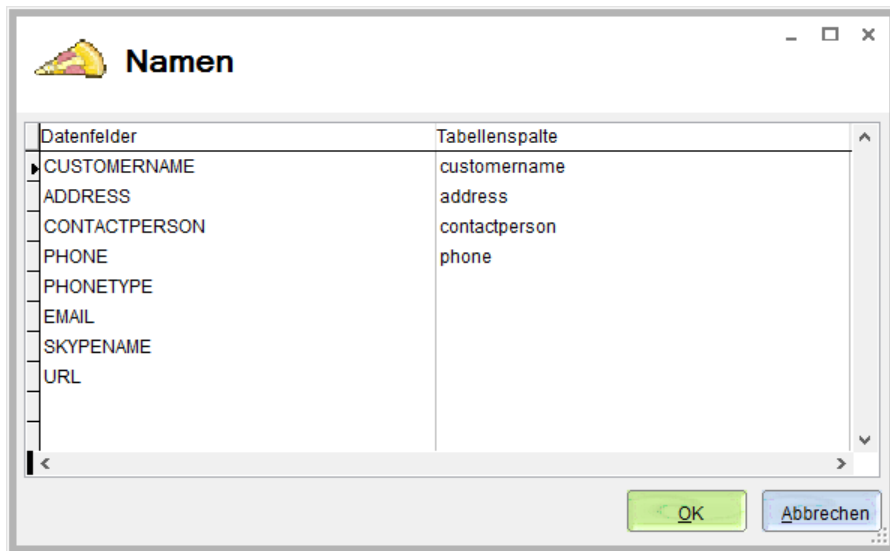 Namen
Datenfelder Tabellenspalte
CUSTOMERNAME customername
ADDRESS address
CONTACTPERSON contactperson
PHONE phone
PHONETYPE
EMAIL
SKYPENAME
URL
OK Abbrechen